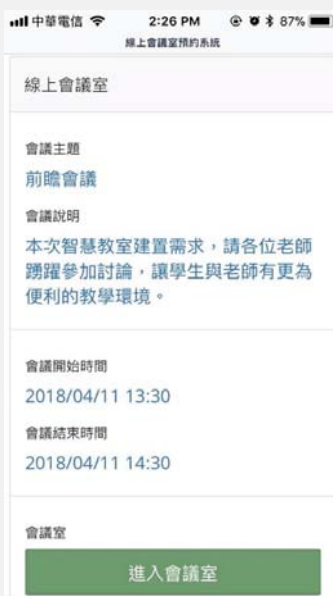 中華電信 2:26 PM 87%
線上會議室預約系統
線上會議室
會議主題
前瞻會議
會議說明
本次智慧教室建置需求，請各位老師
踴躍參加討論，讓學生與老師有更為
便利的教學環境。
會議開始時間
2018/04/11 13:30
會議結束時間
2018/04/11 14:30
會議室
進入會議室